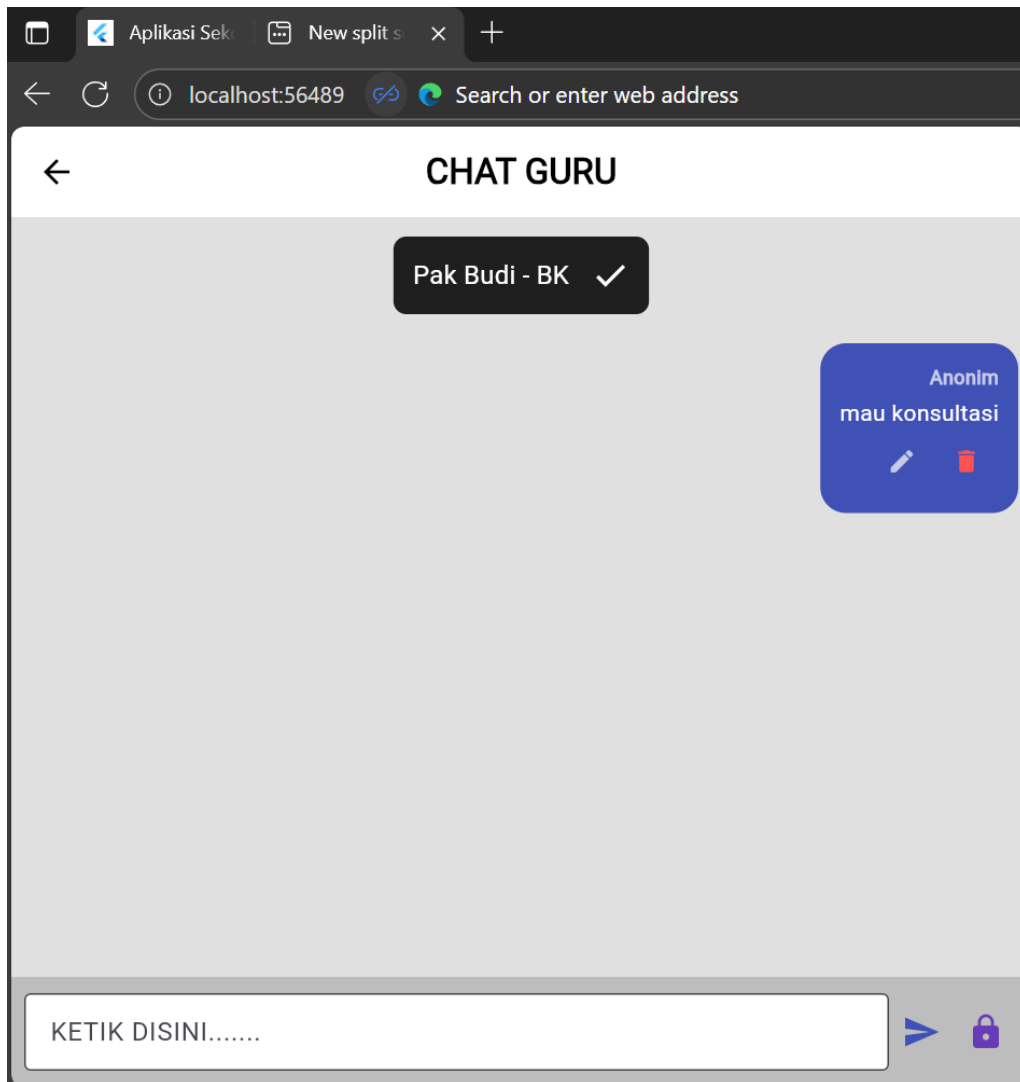 Aplikasi Sek
New split s
localhost:56489
Search or enter web address
CHAT GURU
Pak Budi - BK
Anonim
mau konsultasi
KETIK DISINI.......